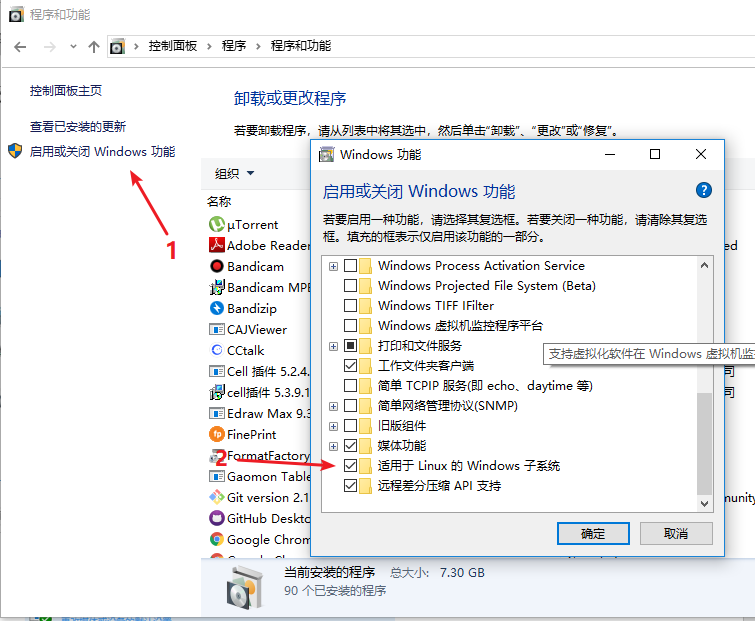 程序和功能
控制面板 程序 程序和功能
控制面板主页
查看已安装的更新
启用或关闭 Windows 功能
1
卸载或更改程序
若要卸载程序，请从列表中将其选中，然后单击“卸载”、“更改”或“修复”。
组织
名称
μTorrent
Adobe Reader
Bandicam
Bandicam MPE
Bandizip
CAJViewer
CCtalk
Cell 插件 5.2.4.
cell插件 5.3.9.1
Edraw Max 9.3
FinePrint
FormatFactory
Gaomon Table
Git version 2.1
GitHub Deskto
Google Chrom
2
Windows 功能
启用或关闭 Windows 功能
若要启用一种功能，请选择其复选框。若要关闭一种功能，请清除其复选
框。填充的框表示仅启用该功能的一部分。
Windows Process Activation Service
Windows Projected File System (Beta)
Windows TIFF IFilter
Windows 虚拟机监控程序平台
打印和文件服务
工作文件夹客户端
简单 TCPIP 服务(即 echo、daytime 等)
简单网络管理协议(SNMP)
旧版组件
媒体功能
适用于 Linux 的 Windows 子系统
远程差分压缩 API 支持
支持虚拟化软件在 Windows 虚拟机监
确定 取消
ed
司
司
munity
当前安装的程序 总大小: 7.30 GB
90 个已安装的程序